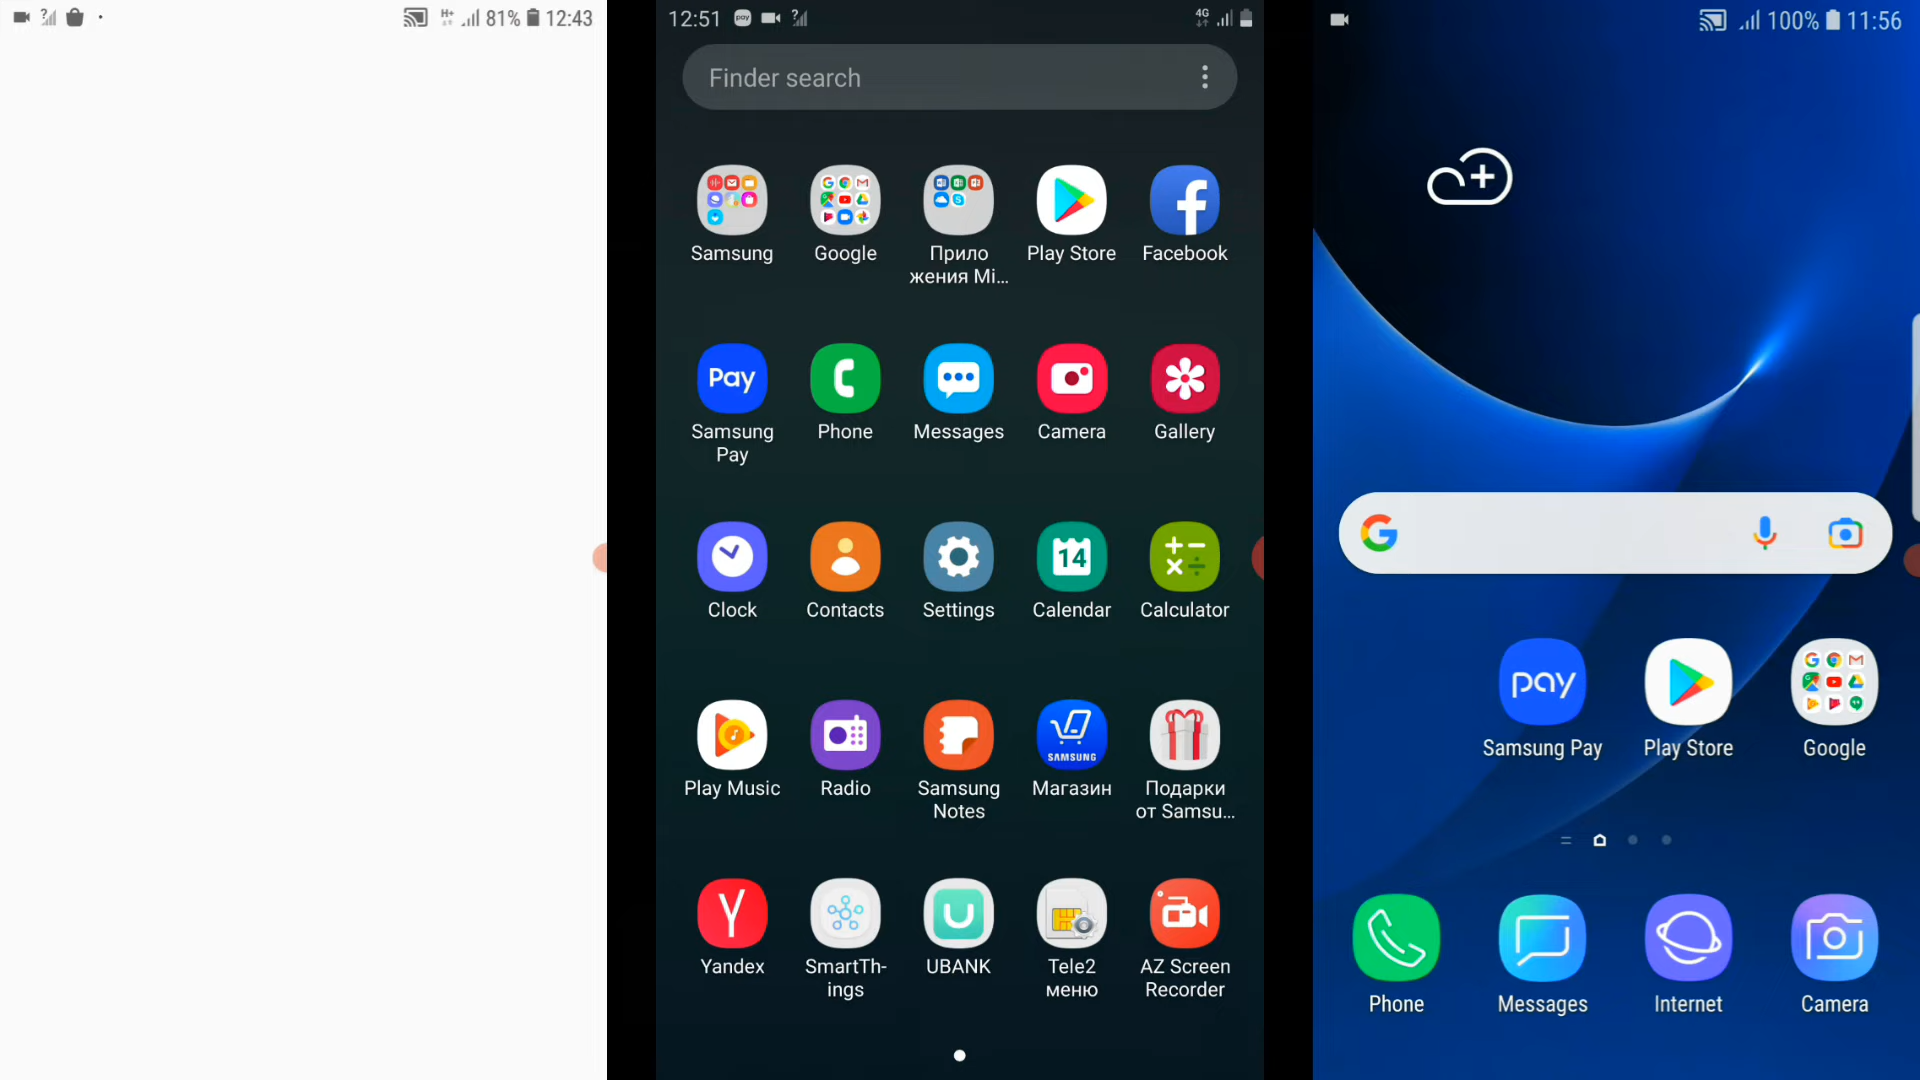 H+ 81% 12:43
12:51 pay 4G
Finder search
Samsung Google Прило Play Store Facebook
жения Mi...
Pay
Samsung Phone Messages Camera Gallery
Pay
14
Clock Contacts Settings Calendar Calculator
SAMSUNG
Play Music Radio Samsung Магазин Подарки
Notes от Samsu...
Yandex SmartTh- UBANK Tele2 AZ Screen
ings меню Recorder
100% 11:56
pay
Samsung Pay Play Store Google
Phone Messages Internet Camera